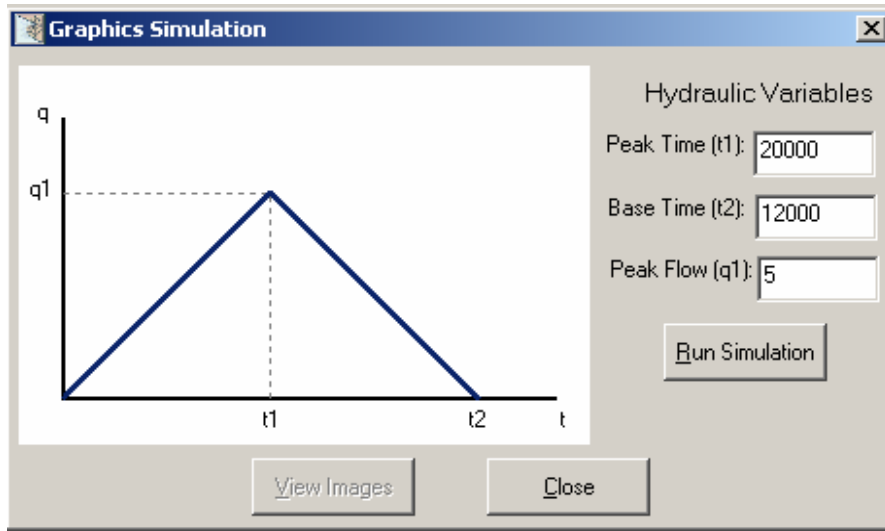 Graphics Simulation
q
q1
t1
t2
t
Hydraulic Variables
Peak Time (t1): 20000
Base Time (t2): 12000
Peak Flow (q1): 5
Run Simulation
View Images
Close